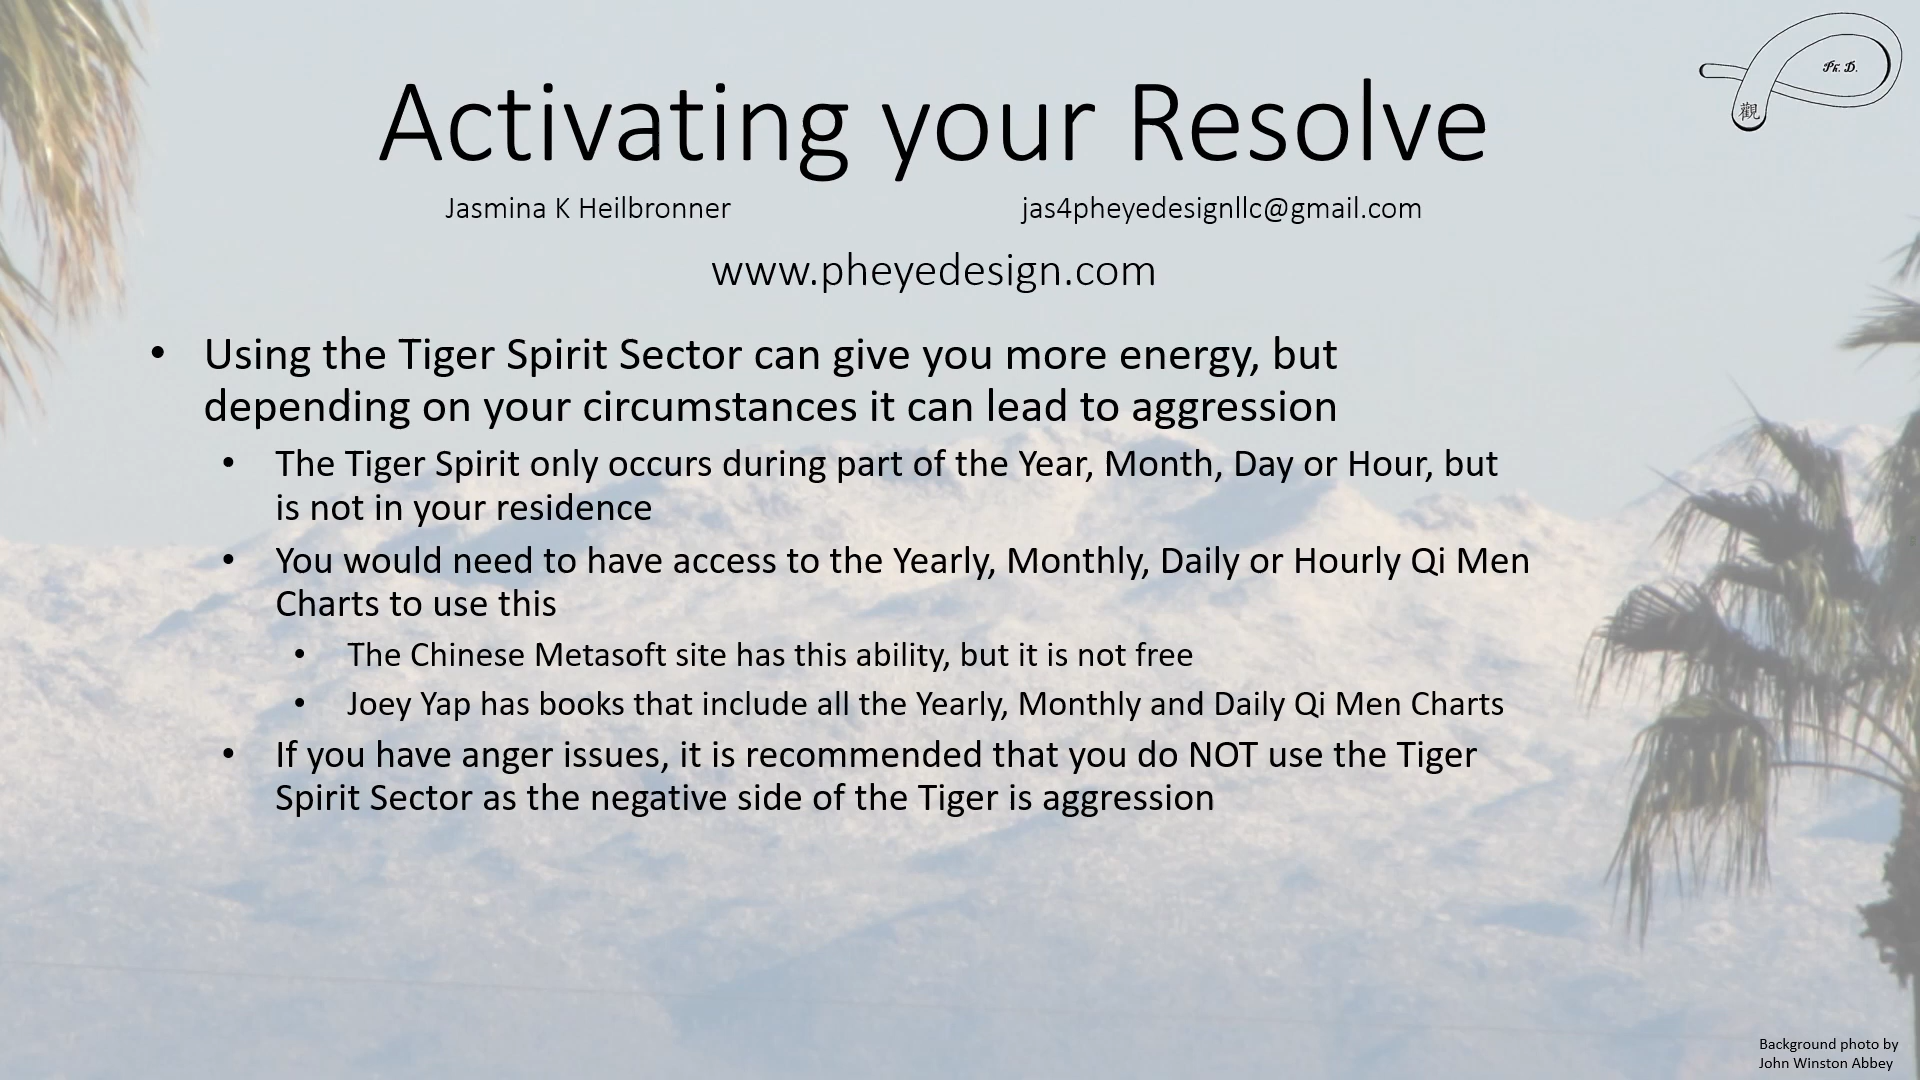 Activating your Resolve
Ph. D.
觀
Jasmina K Heilbronner jas4pheyedesignllc@gmail.com
www.pheyedesign.com
• Using the Tiger Spirit Sector can give you more energy, but
depending on your circumstances it can lead to aggression
• The Tiger Spirit only occurs during part of the Year, Month, Day or Hour, but
is not in your residence
• You would need to have access to the Yearly, Monthly, Daily or Hourly Qi Men
Charts to use this
• The Chinese Metasoft site has this ability, but it is not free
• Joey Yap has books that include all the Yearly, Monthly and Daily Qi Men Charts
• If you have anger issues, it is recommended that you do NOT use the Tiger
Spirit Sector as the negative side of the Tiger is aggression
Background photo by
John Winston Abbey